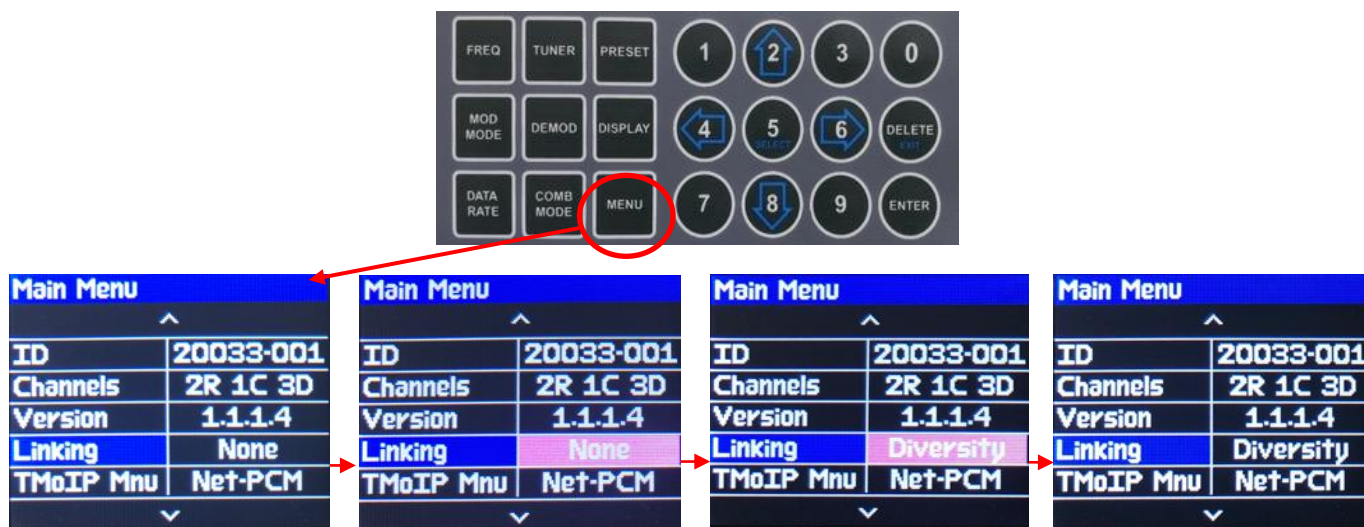 FREQ TUNER PRESET 1 2 3 0
MOD MODE DEMOD DISPLAY 4 5 SELECT 6 DELETE EXIT
DATA RATE COMB MODE MENU 7 8 9 ENTER
Main Menu
ID 20033-001
Channels 2R 1C 3D
Version 1.1.1.4
Linking None
TMoIP Mnu Net-PCM
Main Menu
ID 20033-001
Channels 2R 1C 3D
Version 1.1.1.4
Linking None
TMoIP Mnu Net-PCM
Main Menu
ID 20033-001
Channels 2R 1C 3D
Version 1.1.1.4
Linking Diversity
TMoIP Mnu Net-PCM
Main Menu
ID 20033-001
Channels 2R 1C 3D
Version 1.1.1.4
Linking Diversity
TMoIP Mnu Net-PCM